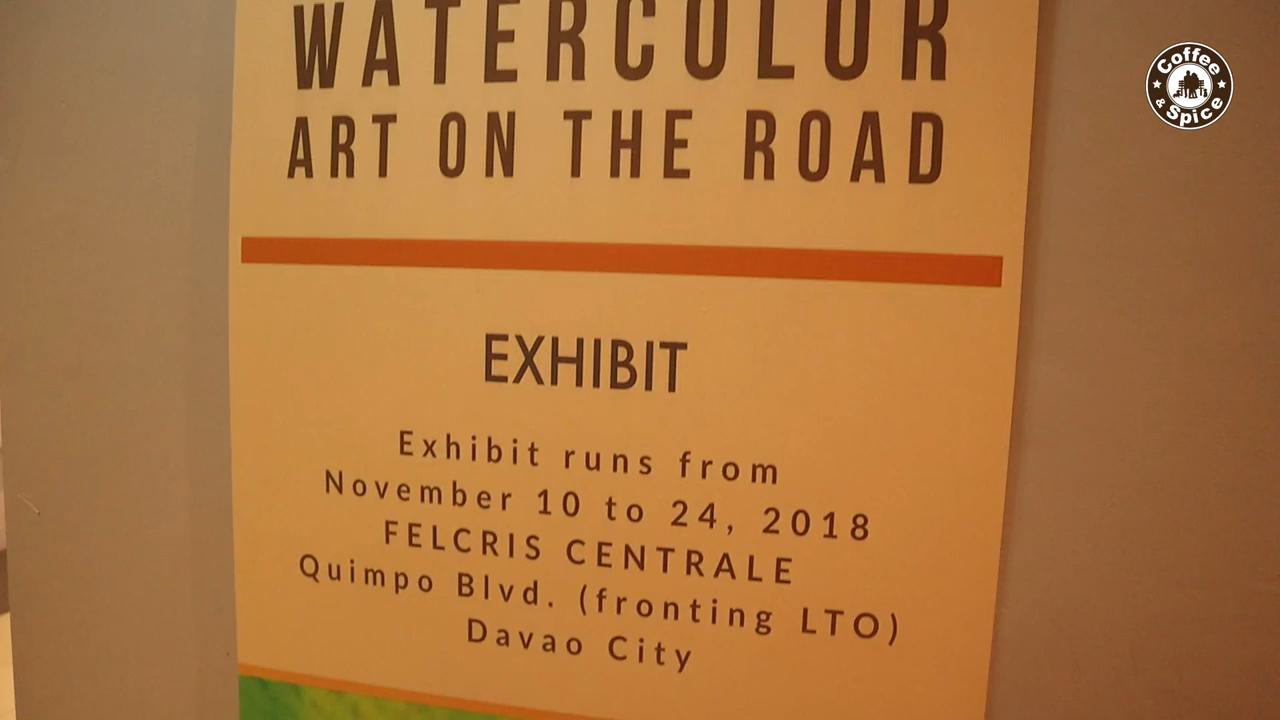 WATERCOLOR
ART ON THE ROAD
EXHIBIT
Exhibit runs from
November 10 to 24, 2018
FELCRIS CENTRALE
Quimpo Blvd. (fronting LTO)
Davao City
Coffee
& Spice